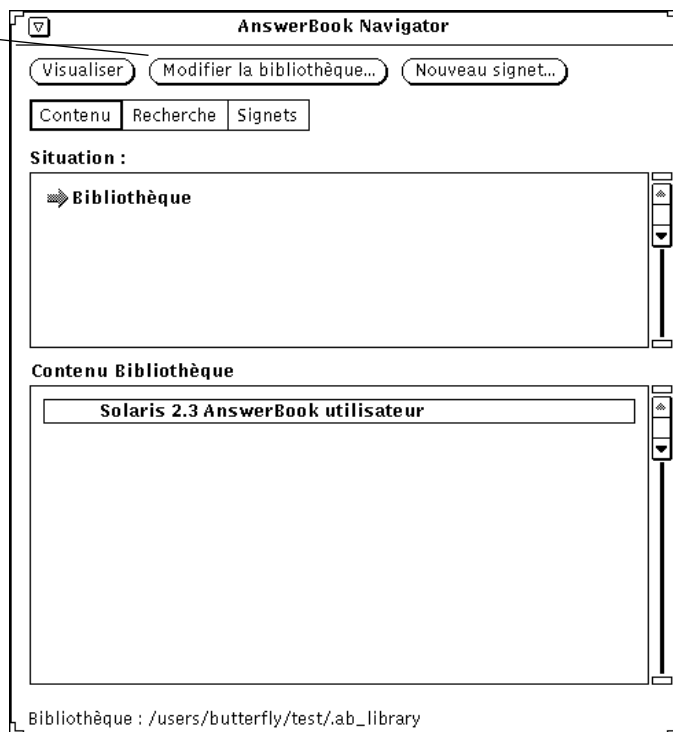 AnswerBook Navigator
Visualiser Modifier la bibliothèque... Nouveau signet...
Contenu Recherche Signets
Situation :
Bibliothèque
Contenu Bibliothèque
Solaris 2.3 AnswerBook utilisateur
Bibliothèque : /users/butterfly/test/.ab_library